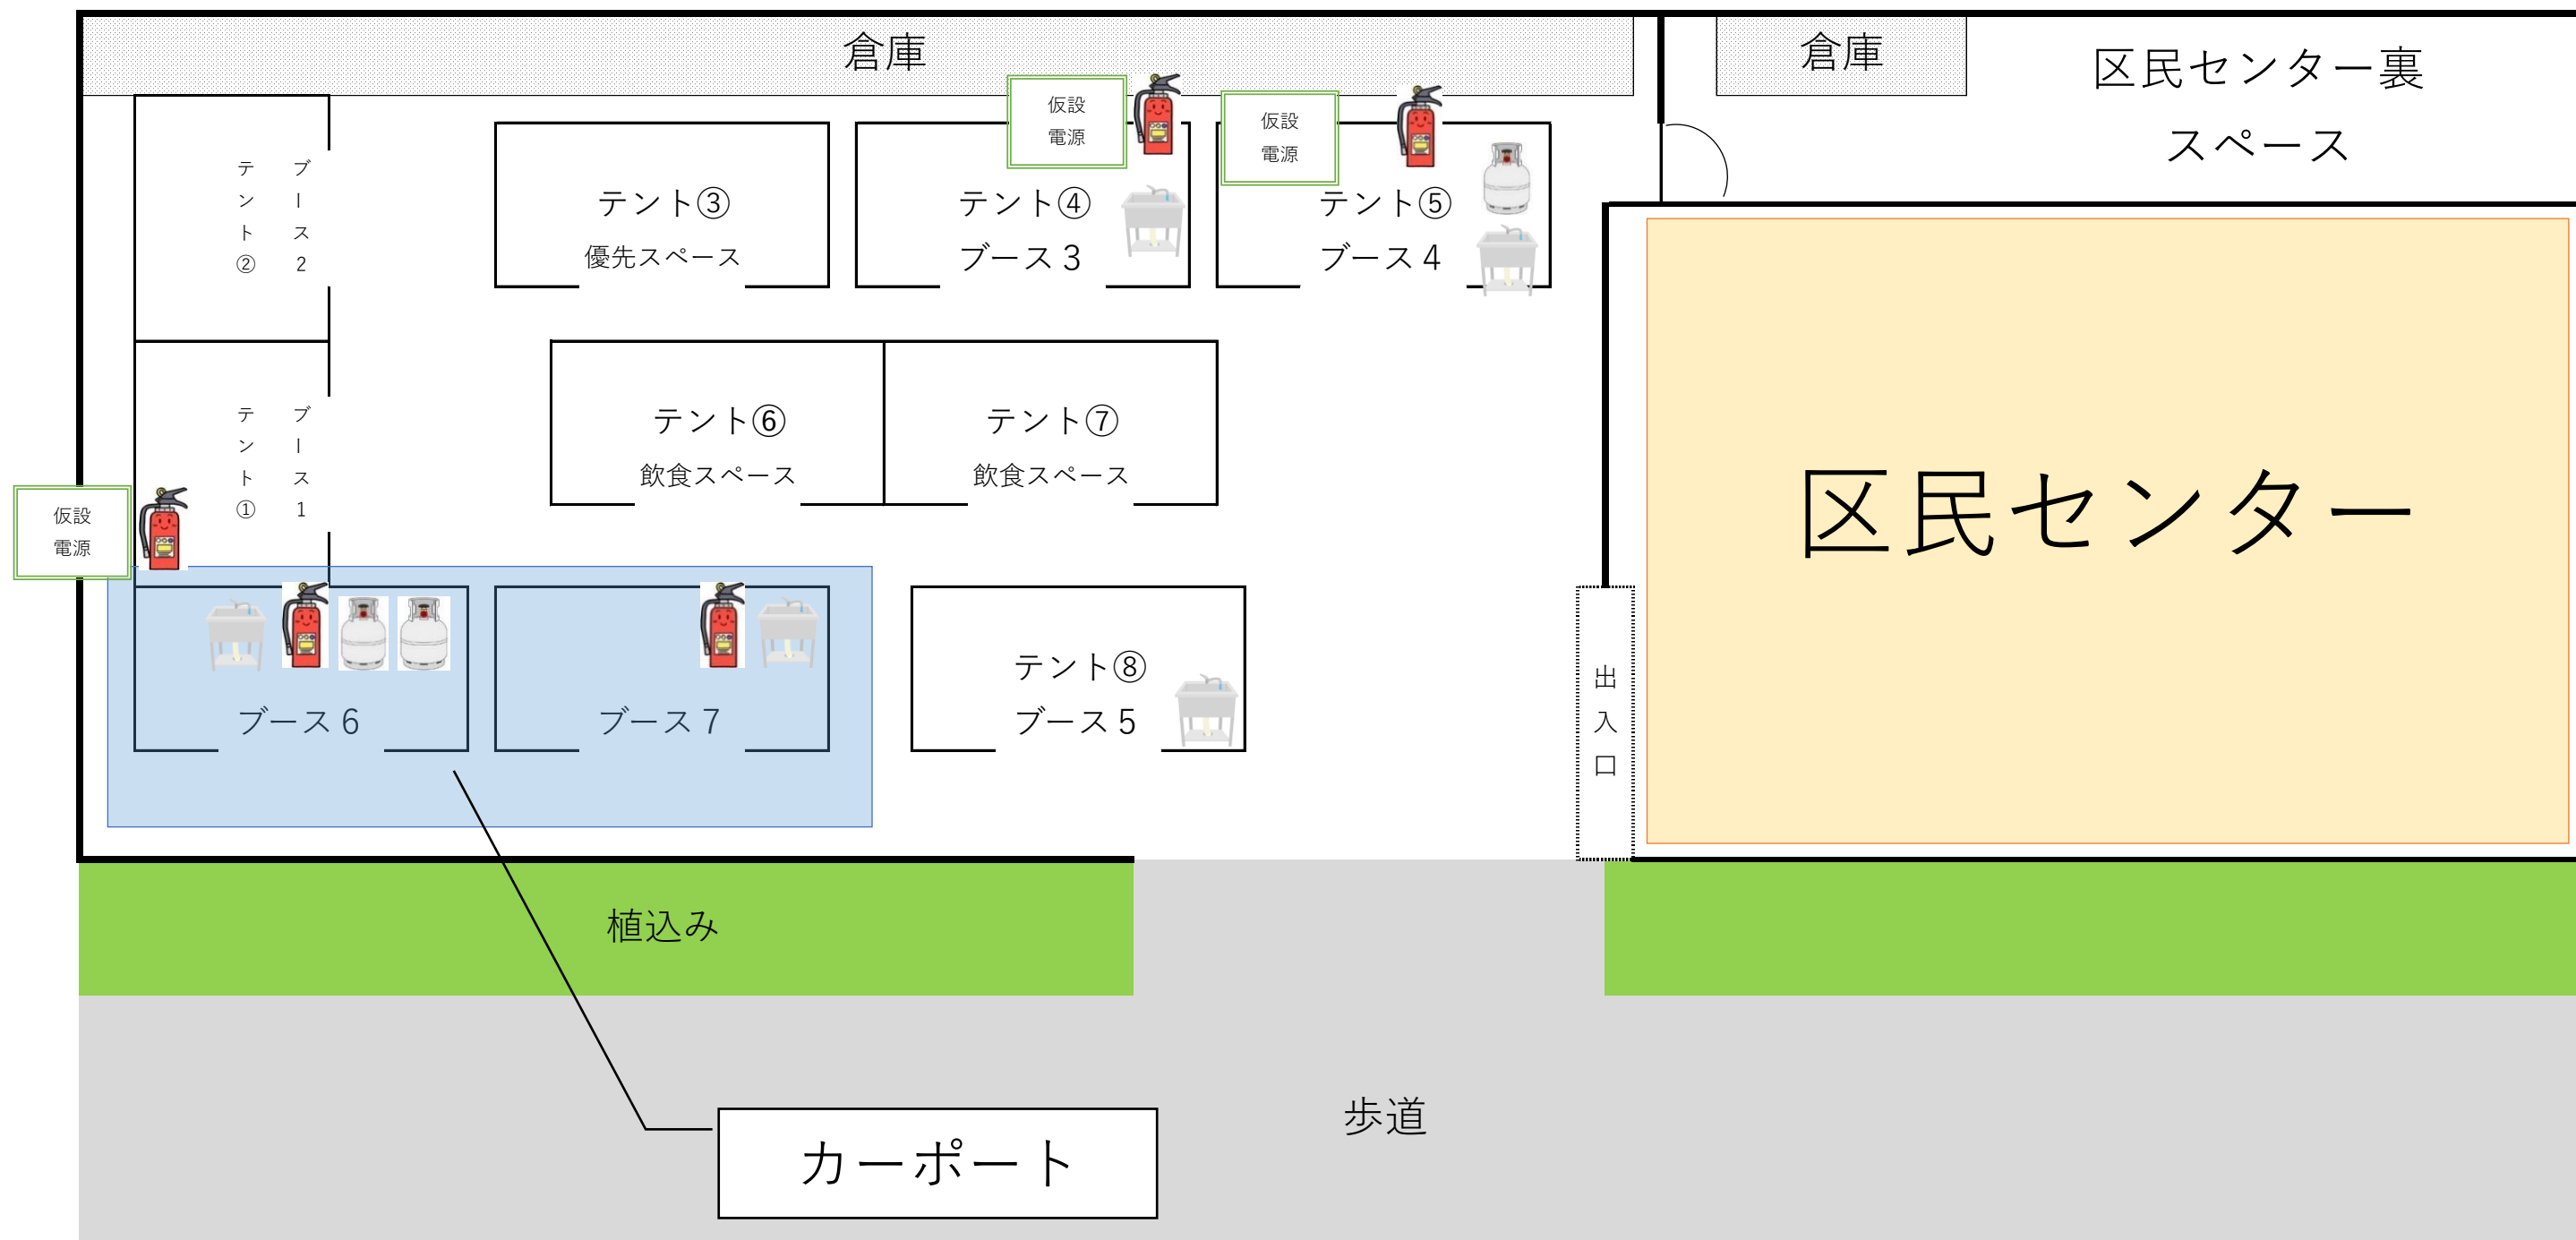 倉庫
倉庫
区民センター裏
スペース
仮設
電源
仮設
電源
ブース2
テント②
テント③
優先スペース
テント④
ブース3
テント⑤
ブース4
ブース1
テント①
テント⑥
飲食スペース
テント⑦
飲食スペース
区民センター
仮設
電源
ブース6
ブース7
テント⑧
ブース5
出入口
植込み
歩道
カーポート